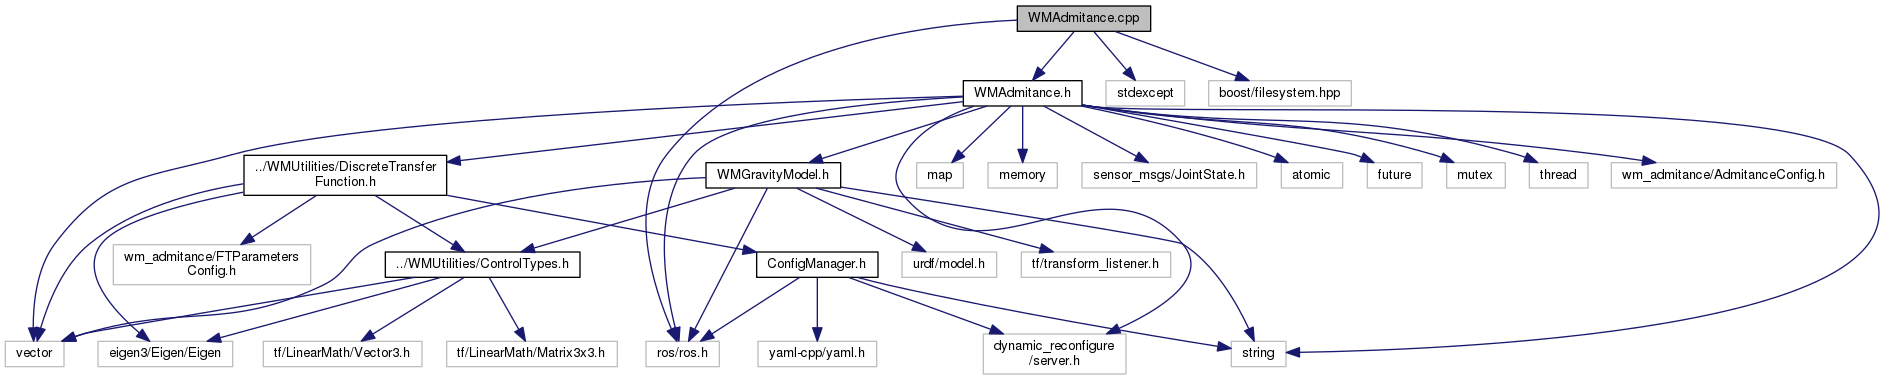 WMAdmitance.cpp
WMAdmitance.h
stdexcept
boost/filesystem.hpp
../WMUtilities/DiscreteTransfer
Function.h
WMGravityModel.h
map
memory
sensor_msgs/JointState.h
atomic
future
mutex
thread
wm_admitance/AdmitanceConfig.h
wm_admitance/FTParameters
Config.h
../WMUtilities/ControlTypes.h
ConfigManager.h
urdf/model.h
tf/transform_listener.h
vector
eigen3/Eigen/Eigen
tf/LinearMath/Vector3.h
tf/LinearMath/Matrix3x3.h
ros/ros.h
yaml-cpp/yaml.h
dynamic_reconfigure
/server.h
string